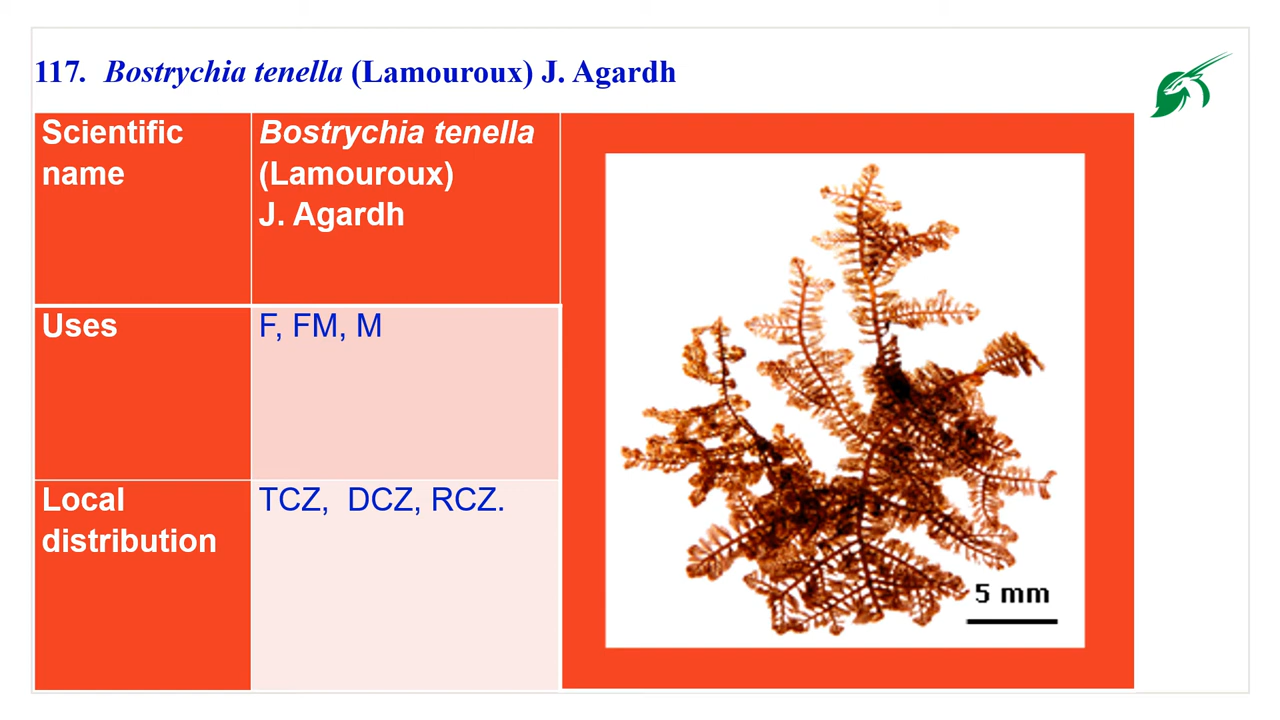 117.  Bostrychia tenella (Lamouroux) J. Agardh
Scientific
name
Bostrychia tenella
(Lamouroux)
J. Agardh
Uses
F, FM, M
Local
distribution
TCZ,  DCZ, RCZ.
5 mm